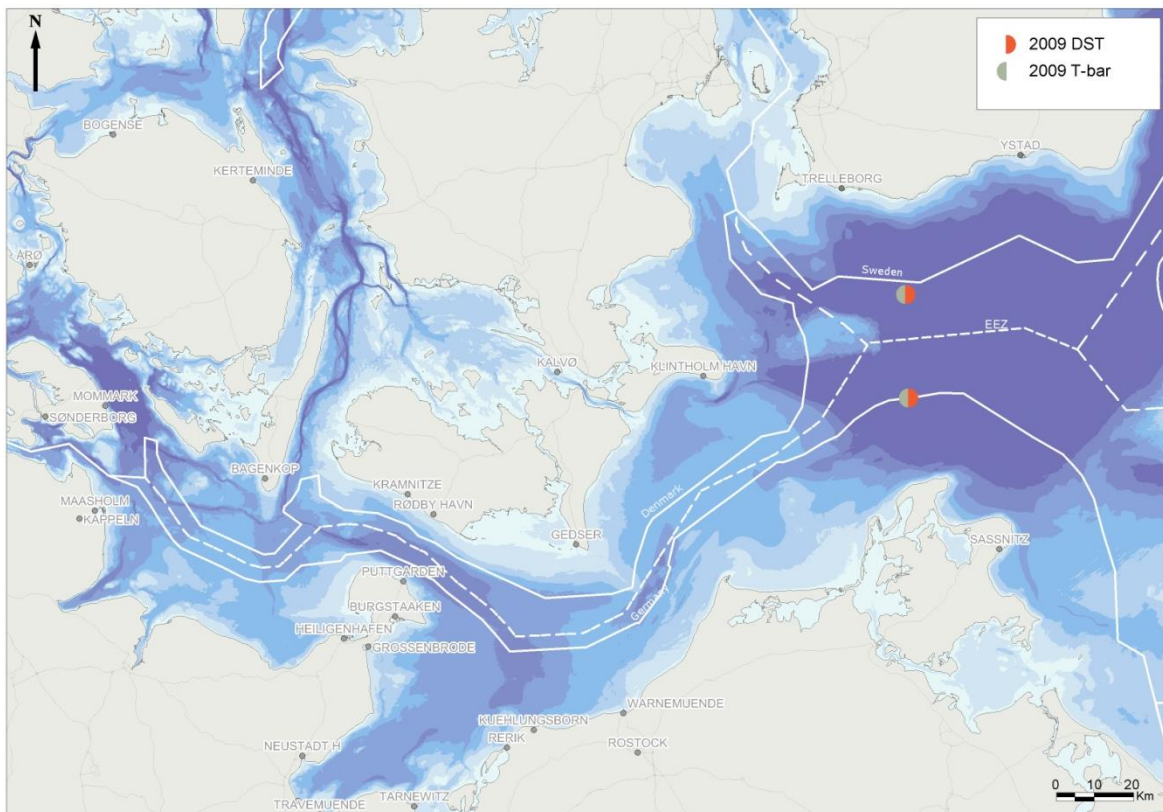 N
2009 DST
2009 T-bar
BOGENSE
KERTEMINDE
YSTAD
TRELLEBORG
ÅRØ
Sweden
EEZ
KALVØ
KLINTHOLM HAVN
MOMMARK
SØNDERBORG
BAGENKOP
KRAMNITZE
RØDBY HAVN
MAASHOLM
KAPPELN
Denmark
GEDSER
SASSNITZ
PUTTGARDEN
Germany
BURGSTAAKEN
HEILIGENHAFEN
GROSSENBRODE
WARNEMUENDE
KUEHLUNGSBORN
RERIK
ROSTOCK
NEUSTADT H
TRAVEMUENDE
TARNEWITZ
0 10 20
Km